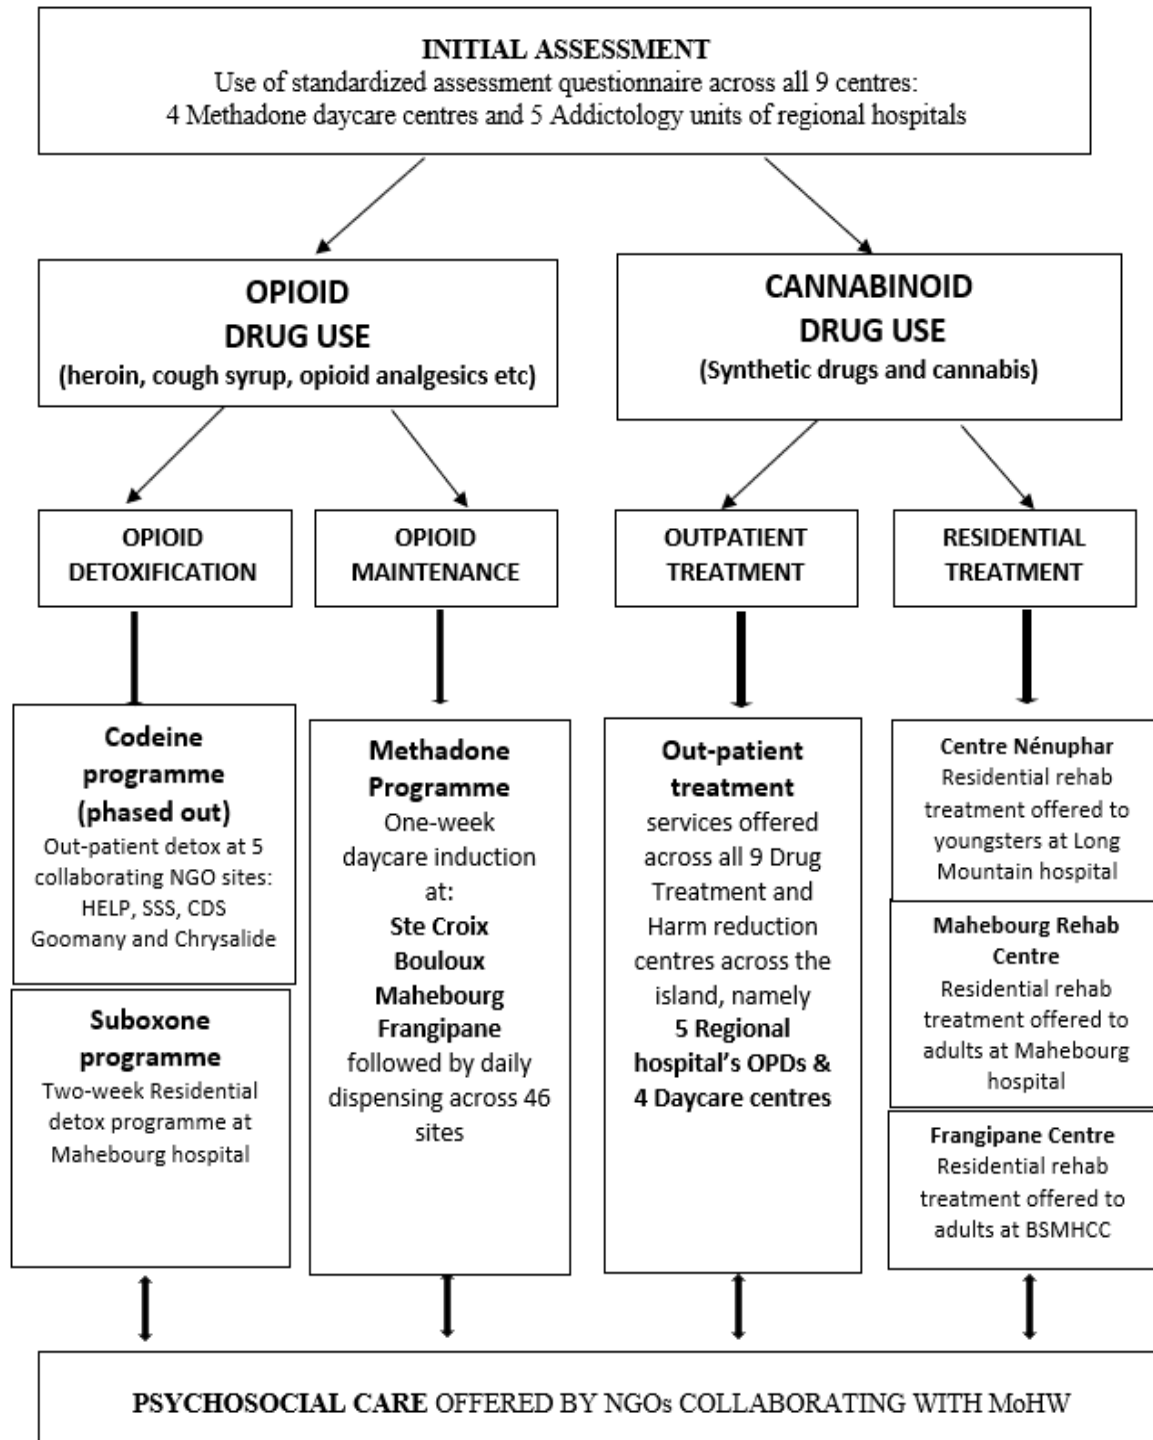 INITIAL ASSESSMENT
Use of standardized assessment questionnaire across all 9 centres:
4 Methadone daycare centres and 5 Addictology units of regional hospitals
OPIOID
DRUG USE
(heroin, cough syrup, opioid analgesics etc)
CANNABINOID
DRUG USE
(Synthetic drugs and cannabis)
OPIOID
DETOXIFICATION
OPIOID
MAINTENANCE
OUTPATIENT
TREATMENT
RESIDENTIAL
TREATMENT
Codeine
programme
(phased out)
Out-patient detox at 5
collaborating NGO sites:
HELP, SSS, CDS
Goomany and Chrysalide
Suboxone
programme
Two-week Residential
detox programme at
Mahebourg hospital
Methadone
Programme
One-week
daycare induction
at:
Ste Croix
Bouloux
Mahebourg
Frangipane
followed by daily
dispensing across 46
sites
Out-patient
treatment
services offered
across all 9 Drug
Treatment and
Harm reduction
centres across the
island, namely
5 Regional
hospital's OPDs &
4 Daycare centres
Centre Nénuphar
Residential rehab
treatment offered to
youngsters at Long
Mountain hospital
Mahebourg Rehab
Centre
Residential rehab
treatment offered to
adults at Mahebourg
hospital
Frangipane Centre
Residential rehab
treatment offered to
adults at BSMHCC
PSYCHOSOCIAL CARE OFFERED BY NGOs COLLABORATING WITH MoHW